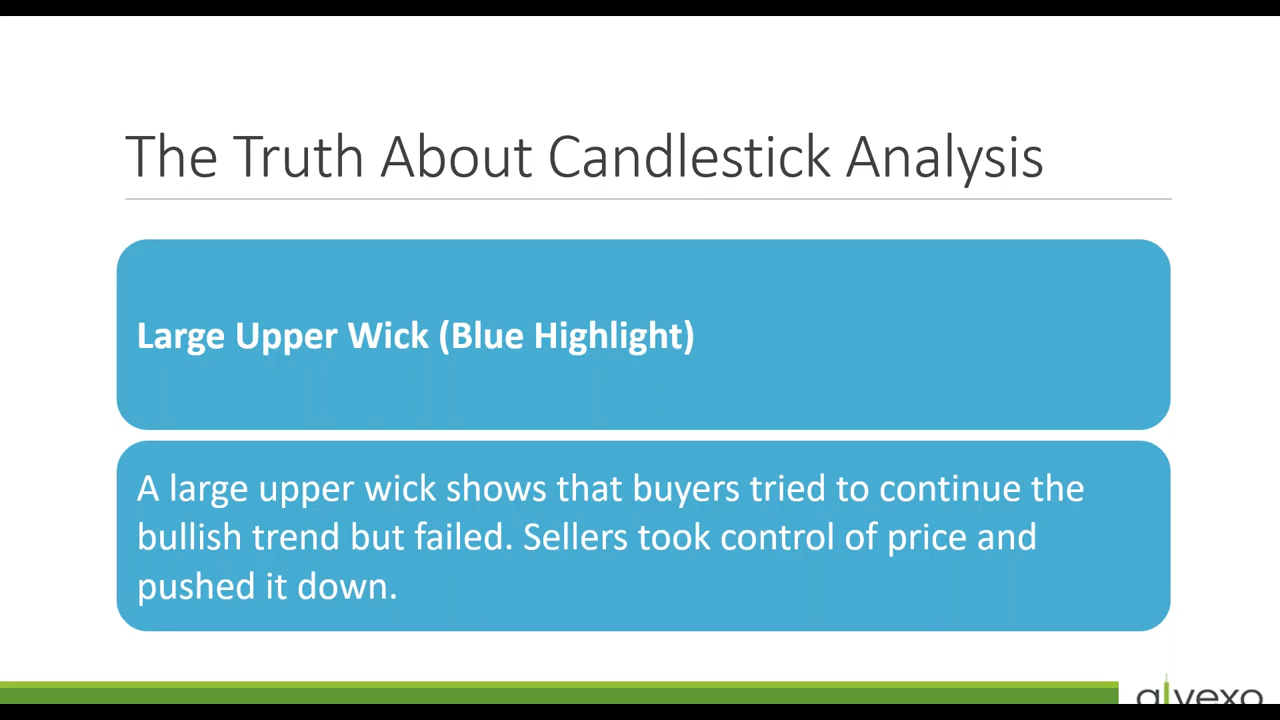 The Truth About Candlestick Analysis
Large Upper Wick (Blue Highlight)
A large upper wick shows that buyers tried to continue the
bullish trend but failed. Sellers took control of price and
pushed it down.
alvexo